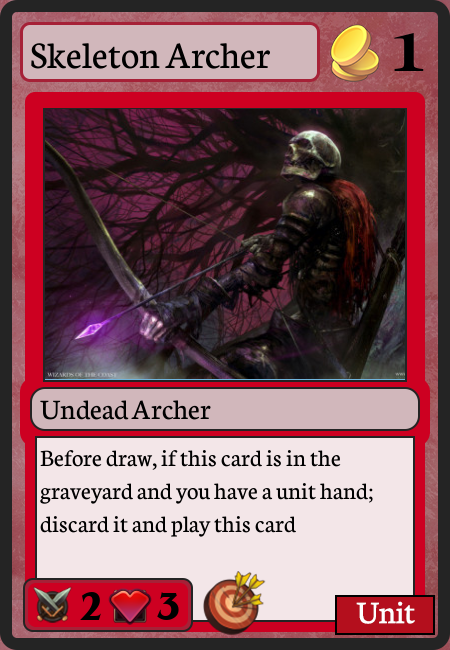 Skeleton Archer
1
WIZARDS OF THE COAST
Undead Archer
Before draw, if this card is in the
graveyard and you have a unit hand;
discard it and play this card
2 3
Unit